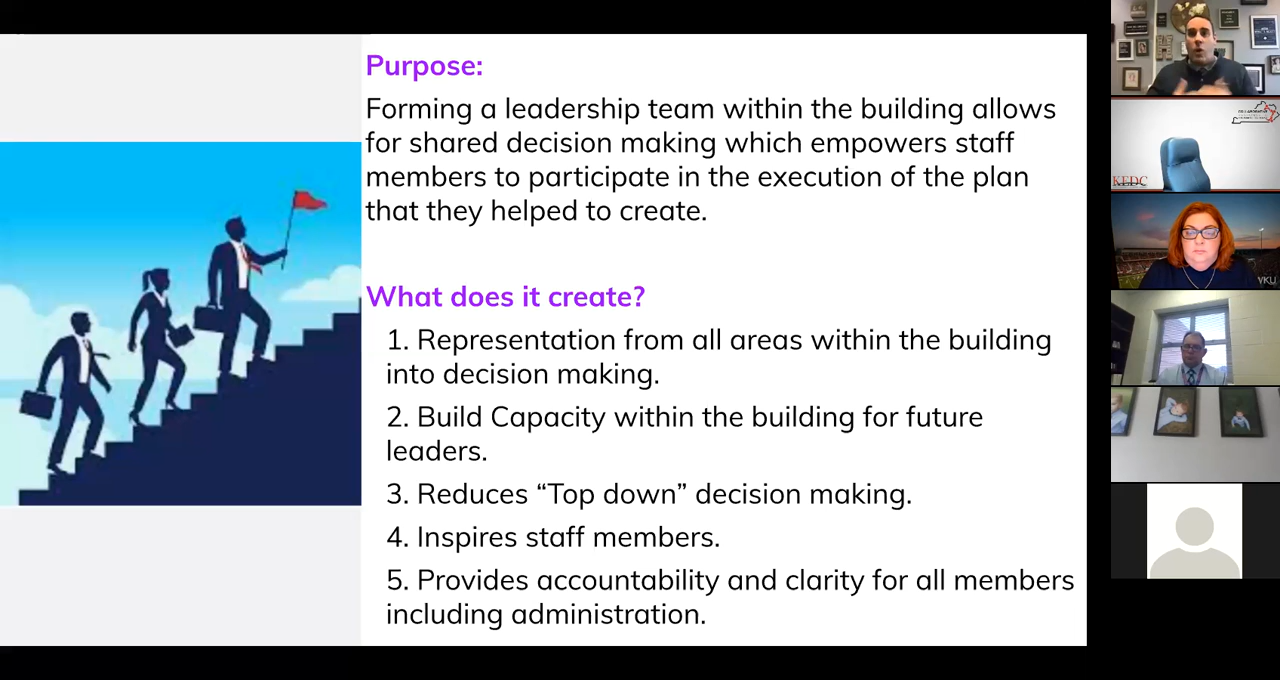 Purpose:
Forming a leadership team within the building allows
for shared decision making which empowers staff
members to participate in the execution of the plan
that they helped to create.
What does it create?
1. Representation from all areas within the building
into decision making.
2. Build Capacity within the building for future
leaders.
3. Reduces “Top down” decision making.
4. Inspires staff members.
5. Provides accountability and clarity for all members
including administration.
KEDC
WKU